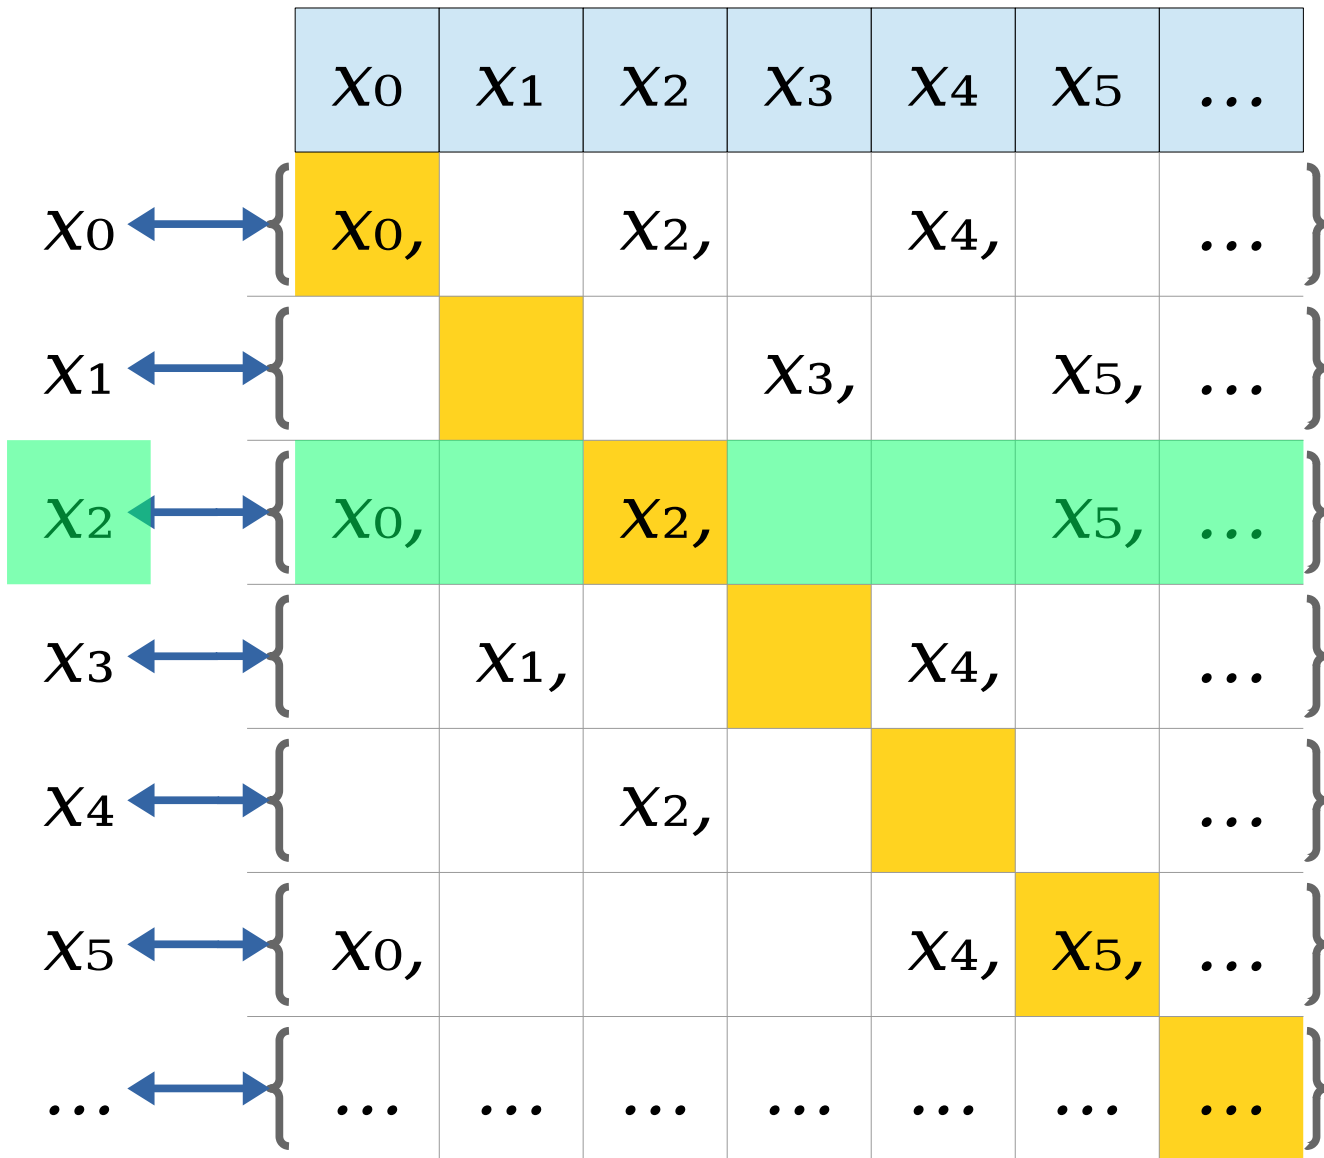 x₀ x₁ x₂ x₃ x₄ x₅ ...
x₀ { x₀, x₂, x₄, ... }
x₁ { x₃, x₅, ... }
x₂ { x₀, x₂, x₅, ... }
x₃ { x₁, x₄, ... }
x₄ { x₂, ... }
x₅ { x₀, x₄, x₅, ... }
... { ... ... ... ... ... ... ... }